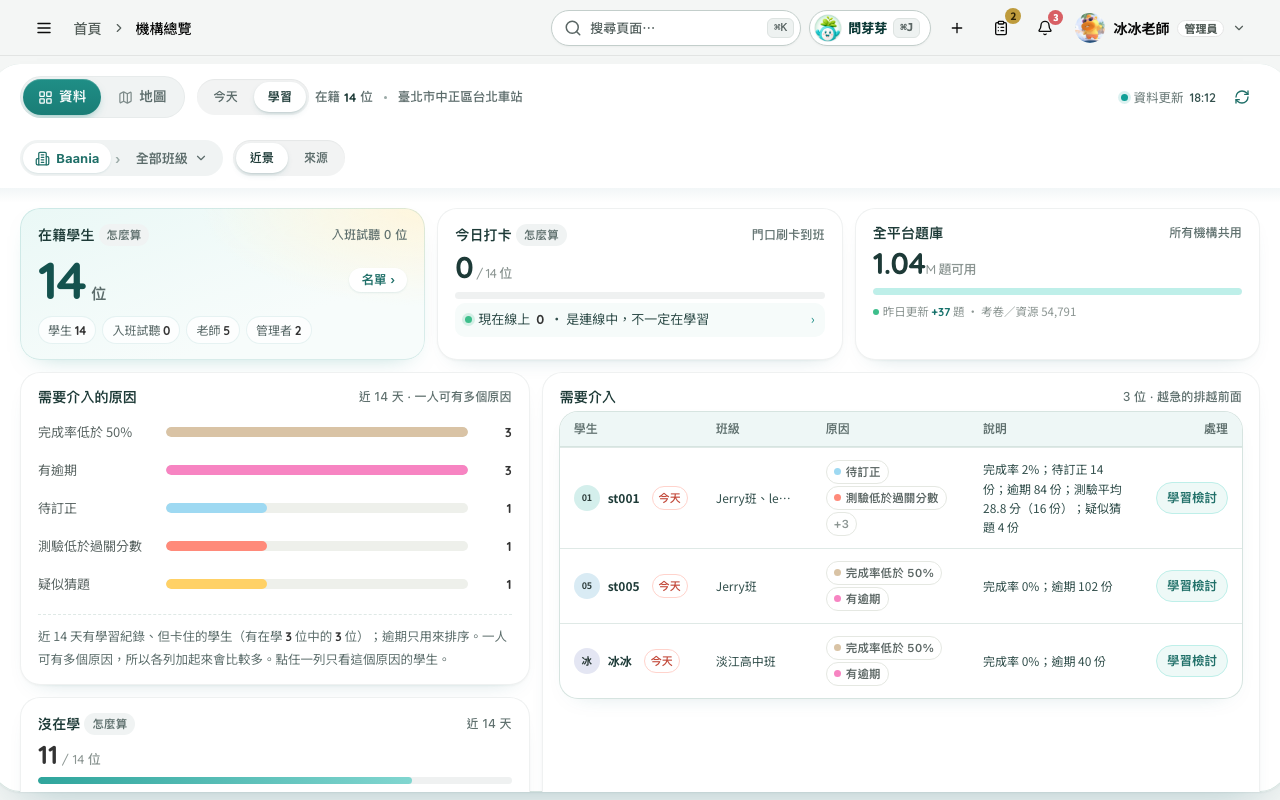 首頁 › 機構總覽
搜尋頁面… ⌘K
問芽芽 ⌘J
2
3
冰冰老師 管理員
資料 地圖
今天 學習 在籍 14 位 • 臺北市中正區台北車站
資料更新 18:12
Baania › 全部班級
近景 來源
在籍學生 怎麼算 入班試聽 0 位
14 位
名單 ›
學生 14 入班試聽 0 老師 5 管理者 2
今日打卡 怎麼算 門口刷卡到班
0 / 14 位
現在線上 0 • 是連線中，不一定在學習 ›
全平台題庫 所有機構共用
1.04M 題可用
昨日更新 +37 題 • 考卷／資源 54,791
需要介入的原因 近 14 天 · 一人可有多個原因
完成率低於 50% 3
有逾期 3
待訂正 1
測驗低於過關分數 1
疑似猜題 1
近 14 天有學習紀錄、但卡住的學生（有在學 3 位中的 3 位）；逾期只用來排序。一人
可有多個原因，所以各列加起來會比較多。點任一列只看這個原因的學生。
沒在學 怎麼算 近 14 天
11 / 14 位
需要介入 3 位 · 越急的排越前面
學生 班級 原因 說明 處理
01 st001 今天 Jerry班、le…
待訂正
測驗低於過關分數
+3
完成率 2%；待訂正 14
份；逾期 84 份；測驗平均
28.8 分（16 份）；疑似猜
題 4 份
學習檢討
05 st005 今天 Jerry班
完成率低於 50%
有逾期
完成率 0%；逾期 102 份
學習檢討
冰 冰冰 今天 淡江高中班
完成率低於 50%
有逾期
完成率 0%；逾期 40 份
學習檢討